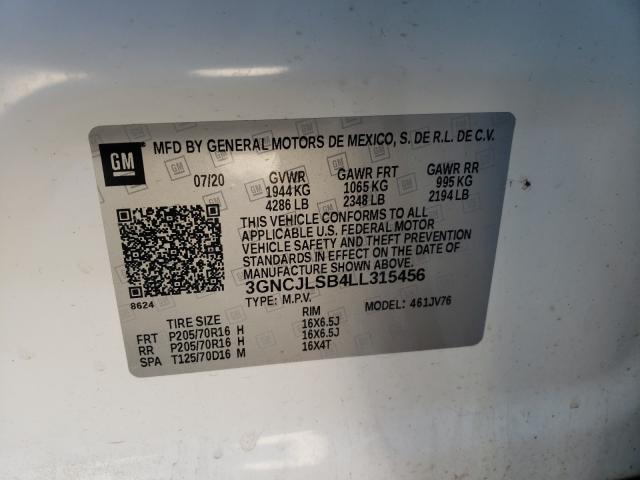 GM
MFD BY GENERAL MOTORS DE MEXICO, S. DE R.L. DE C.V.
07/20 GVWR GAWR FRT GAWR RR
1944 KG 1065 KG 995 KG
4286 LB 2348 LB 2194 LB
THIS VEHICLE CONFORMS TO ALL
APPLICABLE U.S. FEDERAL MOTOR
VEHICLE SAFETY AND THEFT PREVENTION
STANDARDS IN EFFECT ON THE DATE OF
MANUFACTURE SHOWN ABOVE.
3GNCJLSB4LL315456
8624
TYPE: M.P.V. MODEL: 461JV76
TIRE SIZE RIM
FRT P205/70R16 H 16X6.5J
RR P205/70R16 H 16X6.5J
SPA T125/70D16 M 16X4T